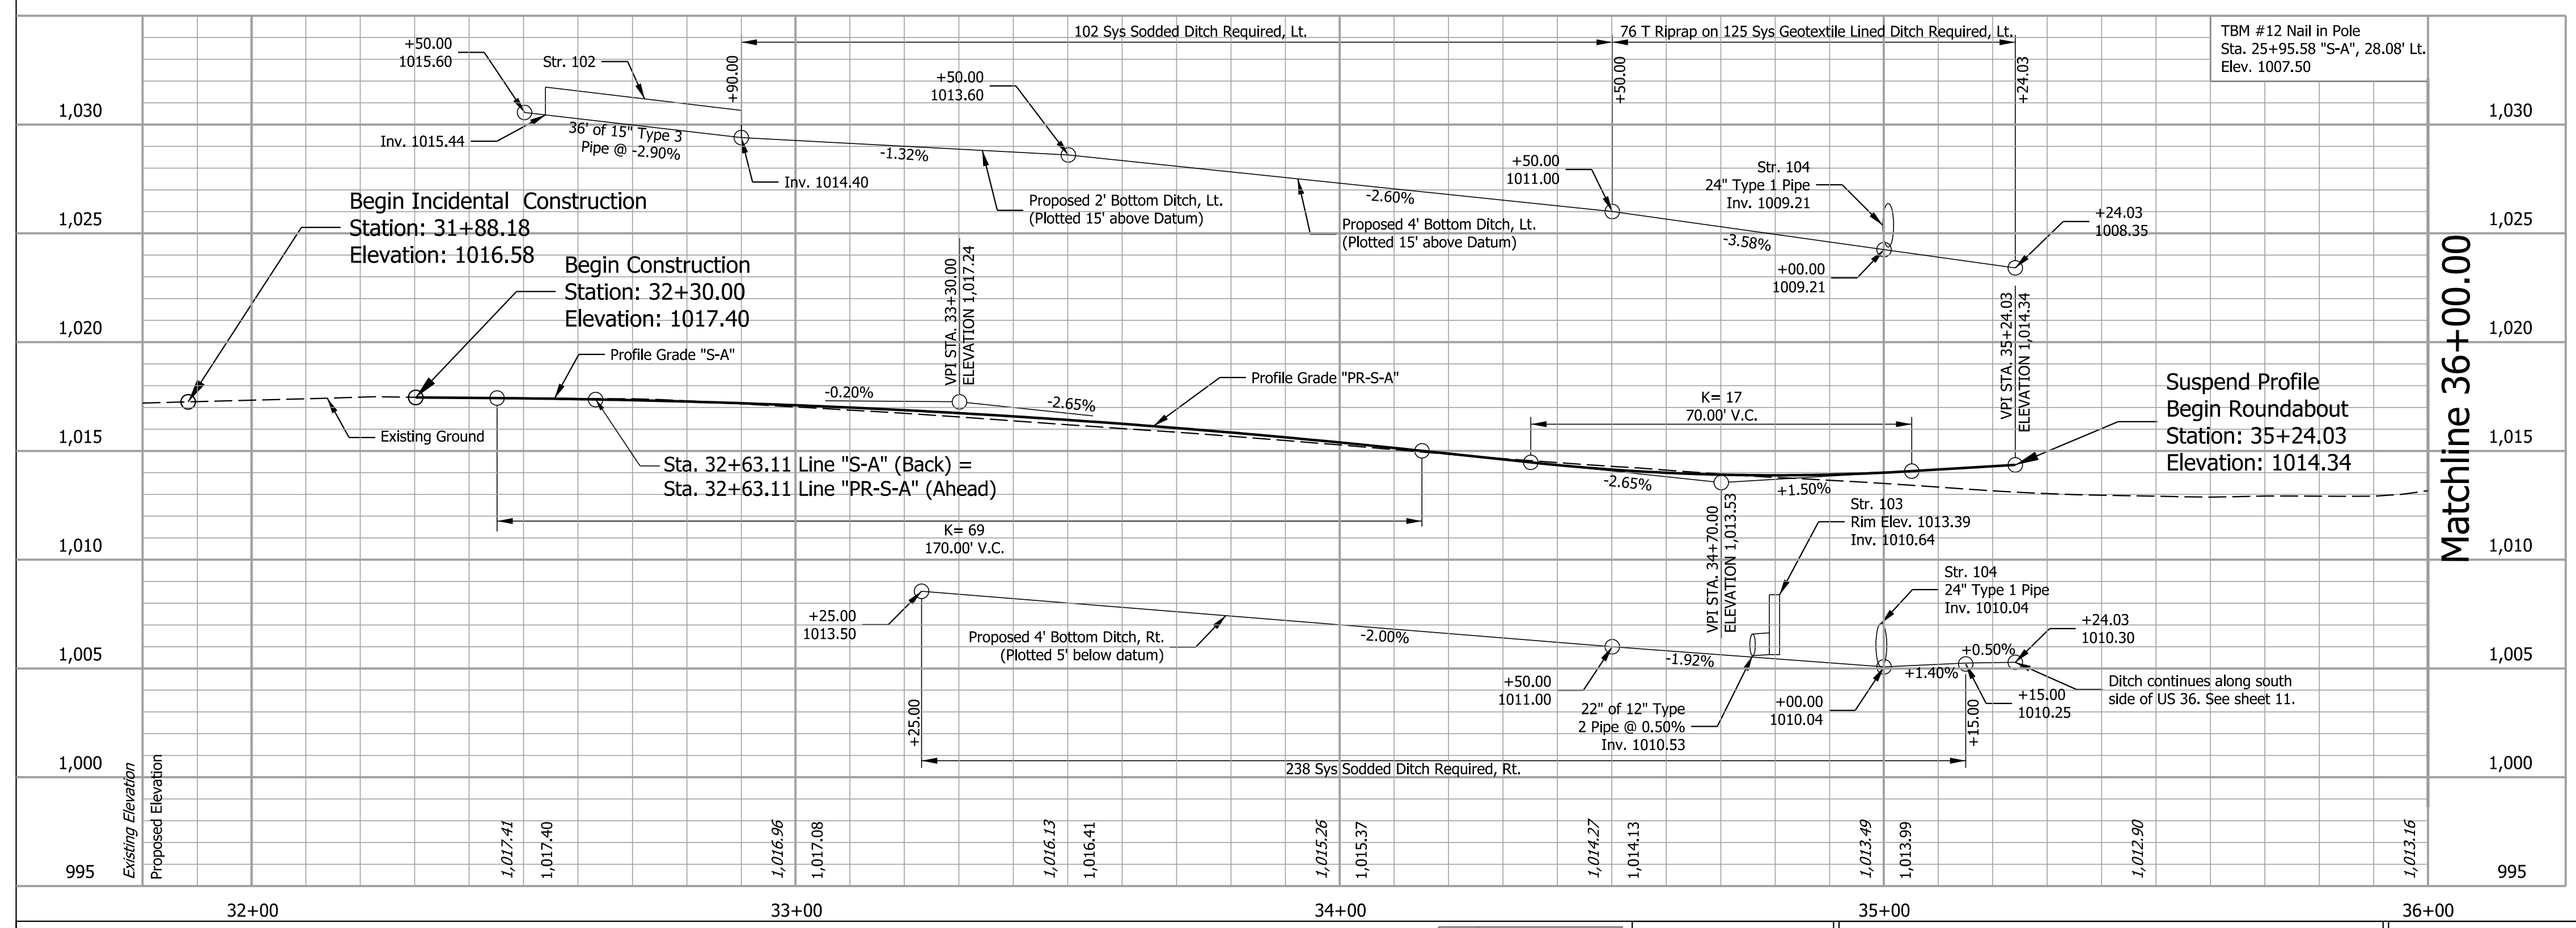 102 Sys Sodded Ditch Required, Lt.
76 T Riprap on 125 Sys Geotextile Lined Ditch Required, Lt.
TBM #12 Nail in Pole
Sta. 25+95.58 "S-A", 28.08' Lt.
Elev. 1007.50
+50.00
1015.60
Str. 102
+90.00
+50.00
1013.60
+50.00
+24.03
1,030
1,030
Inv. 1015.44
36' of 15" Type 3
Pipe @ -2.90%
-1.32%
Inv. 1014.40
Proposed 2' Bottom Ditch, Lt.
(Plotted 15' above Datum)
-2.60%
Proposed 4' Bottom Ditch, Lt.
(Plotted 15' above Datum)
+50.00
1011.00
Str. 104
24" Type 1 Pipe
Inv. 1009.21
-3.58%
+00.00
1009.21
+24.03
1008.35
1,025
1,025
Begin Incidental Construction
Station: 31+88.18
Elevation: 1016.58
Begin Construction
Station: 32+30.00
Elevation: 1017.40
VPI STA. 33+30.00
ELEVATION 1,017.24
VPI STA. 35+24.03
ELEVATION 1,014.34
Matchline 36+00.00
1,020
1,020
Profile Grade "S-A"
Profile Grade "PR-S-A"
-0.20%
-2.65%
K= 17
70.00' V.C.
Suspend Profile
Begin Roundabout
Station: 35+24.03
Elevation: 1014.34
1,015
1,015
Existing Ground
Sta. 32+63.11 Line "S-A" (Back) =
Sta. 32+63.11 Line "PR-S-A" (Ahead)
-2.65%
+1.50%
K= 69
170.00' V.C.
VPI STA. 34+70.00
ELEVATION 1,013.53
Str. 103
Rim Elev. 1013.39
Inv. 1010.64
1,010
1,010
Str. 104
24" Type 1 Pipe
Inv. 1010.04
+25.00
1013.50
Proposed 4' Bottom Ditch, Rt.
(Plotted 5' below datum)
-2.00%
-1.92%
+0.50%
+1.40%
+24.03
1010.30
1,005
1,005
+25.00
+50.00
1011.00
22" of 12" Type
2 Pipe @ 0.50%
Inv. 1010.53
+00.00
1010.04
+15.00
+15.00
1010.25
Ditch continues along south
side of US 36. See sheet 11.
238 Sys Sodded Ditch Required, Rt.
1,000
1,000
Existing Elevation
Proposed Elevation
1,017.41
1,017.40
1,016.96
1,017.08
1,016.13
1,016.41
1,015.26
1,015.37
1,014.27
1,014.13
1,013.49
1,013.99
1,012.90
1,013.16
995
995
32+00
33+00
34+00
35+00
36+00